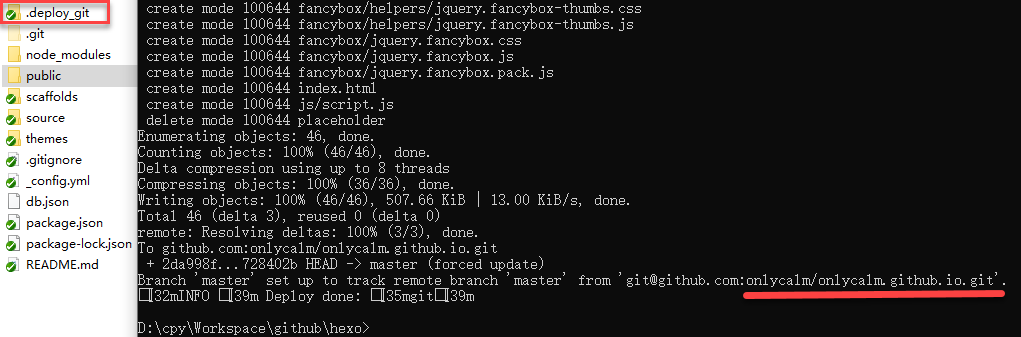 .deploy_git
.git
node_modules
public
scaffolds
source
themes
.gitignore
_config.yml
db.json
package.json
package-lock.json
README.md
create mode 100644 fancybox/helpers/jquery.fancybox-thumbs.css
create mode 100644 fancybox/helpers/jquery.fancybox-thumbs.js
create mode 100644 fancybox/jquery.fancybox.css
create mode 100644 fancybox/jquery.fancybox.js
create mode 100644 fancybox/jquery.fancybox.pack.js
create mode 100644 index.html
create mode 100644 js/script.js
delete mode 100644 placeholder
Enumerating objects: 46, done.
Counting objects: 100% (46/46), done.
Delta compression using up to 8 threads
Compressing objects: 100% (36/36), done.
Writing objects: 100% (46/46), 507.66 KiB | 13.00 KiB/s, done.
Total 46 (delta 3), reused 0 (delta 0)
remote: Resolving deltas: 100% (3/3), done.
To github.com:onlycalm/onlycalm.github.io.git
+ 2da998f...728402b HEAD -> master (forced update)
Branch 'master' set up to track remote branch 'master' from 'git@github.com:onlycalm/onlycalm.github.io.git'.
[32mINFO [39m Deploy done: [35mgit[39m
D:\cpy\Workspace\github\hexo>